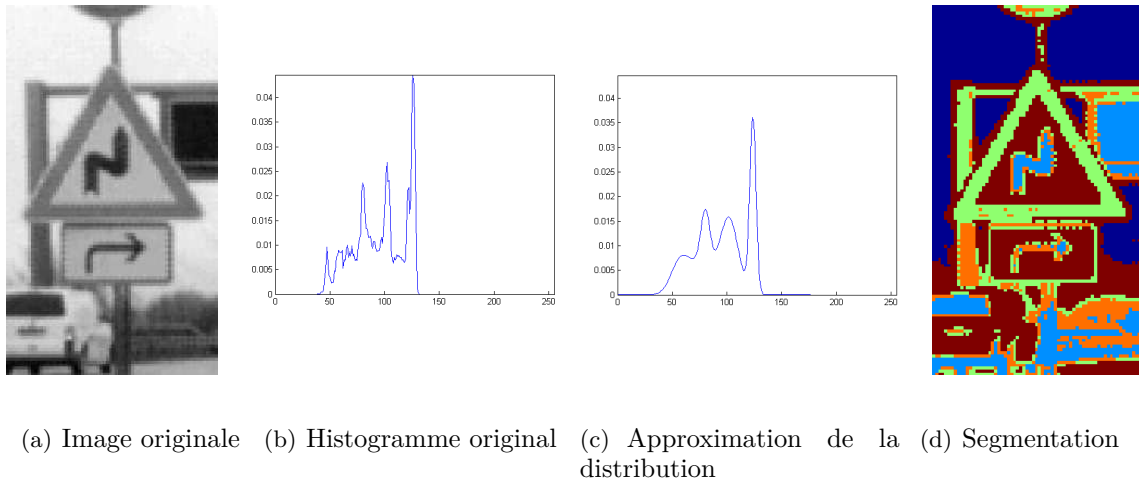 0.04
0.035
0.03
0.025
0.02
0.015
0.01
0.005
0
0 50 100 150 200 250
0.04
0.035
0.03
0.025
0.02
0.015
0.01
0.005
0
0 50 100 150 200 250
(a) Image originale
(b) Histogramme original
(c) Approximation de la
distribution
(d) Segmentation